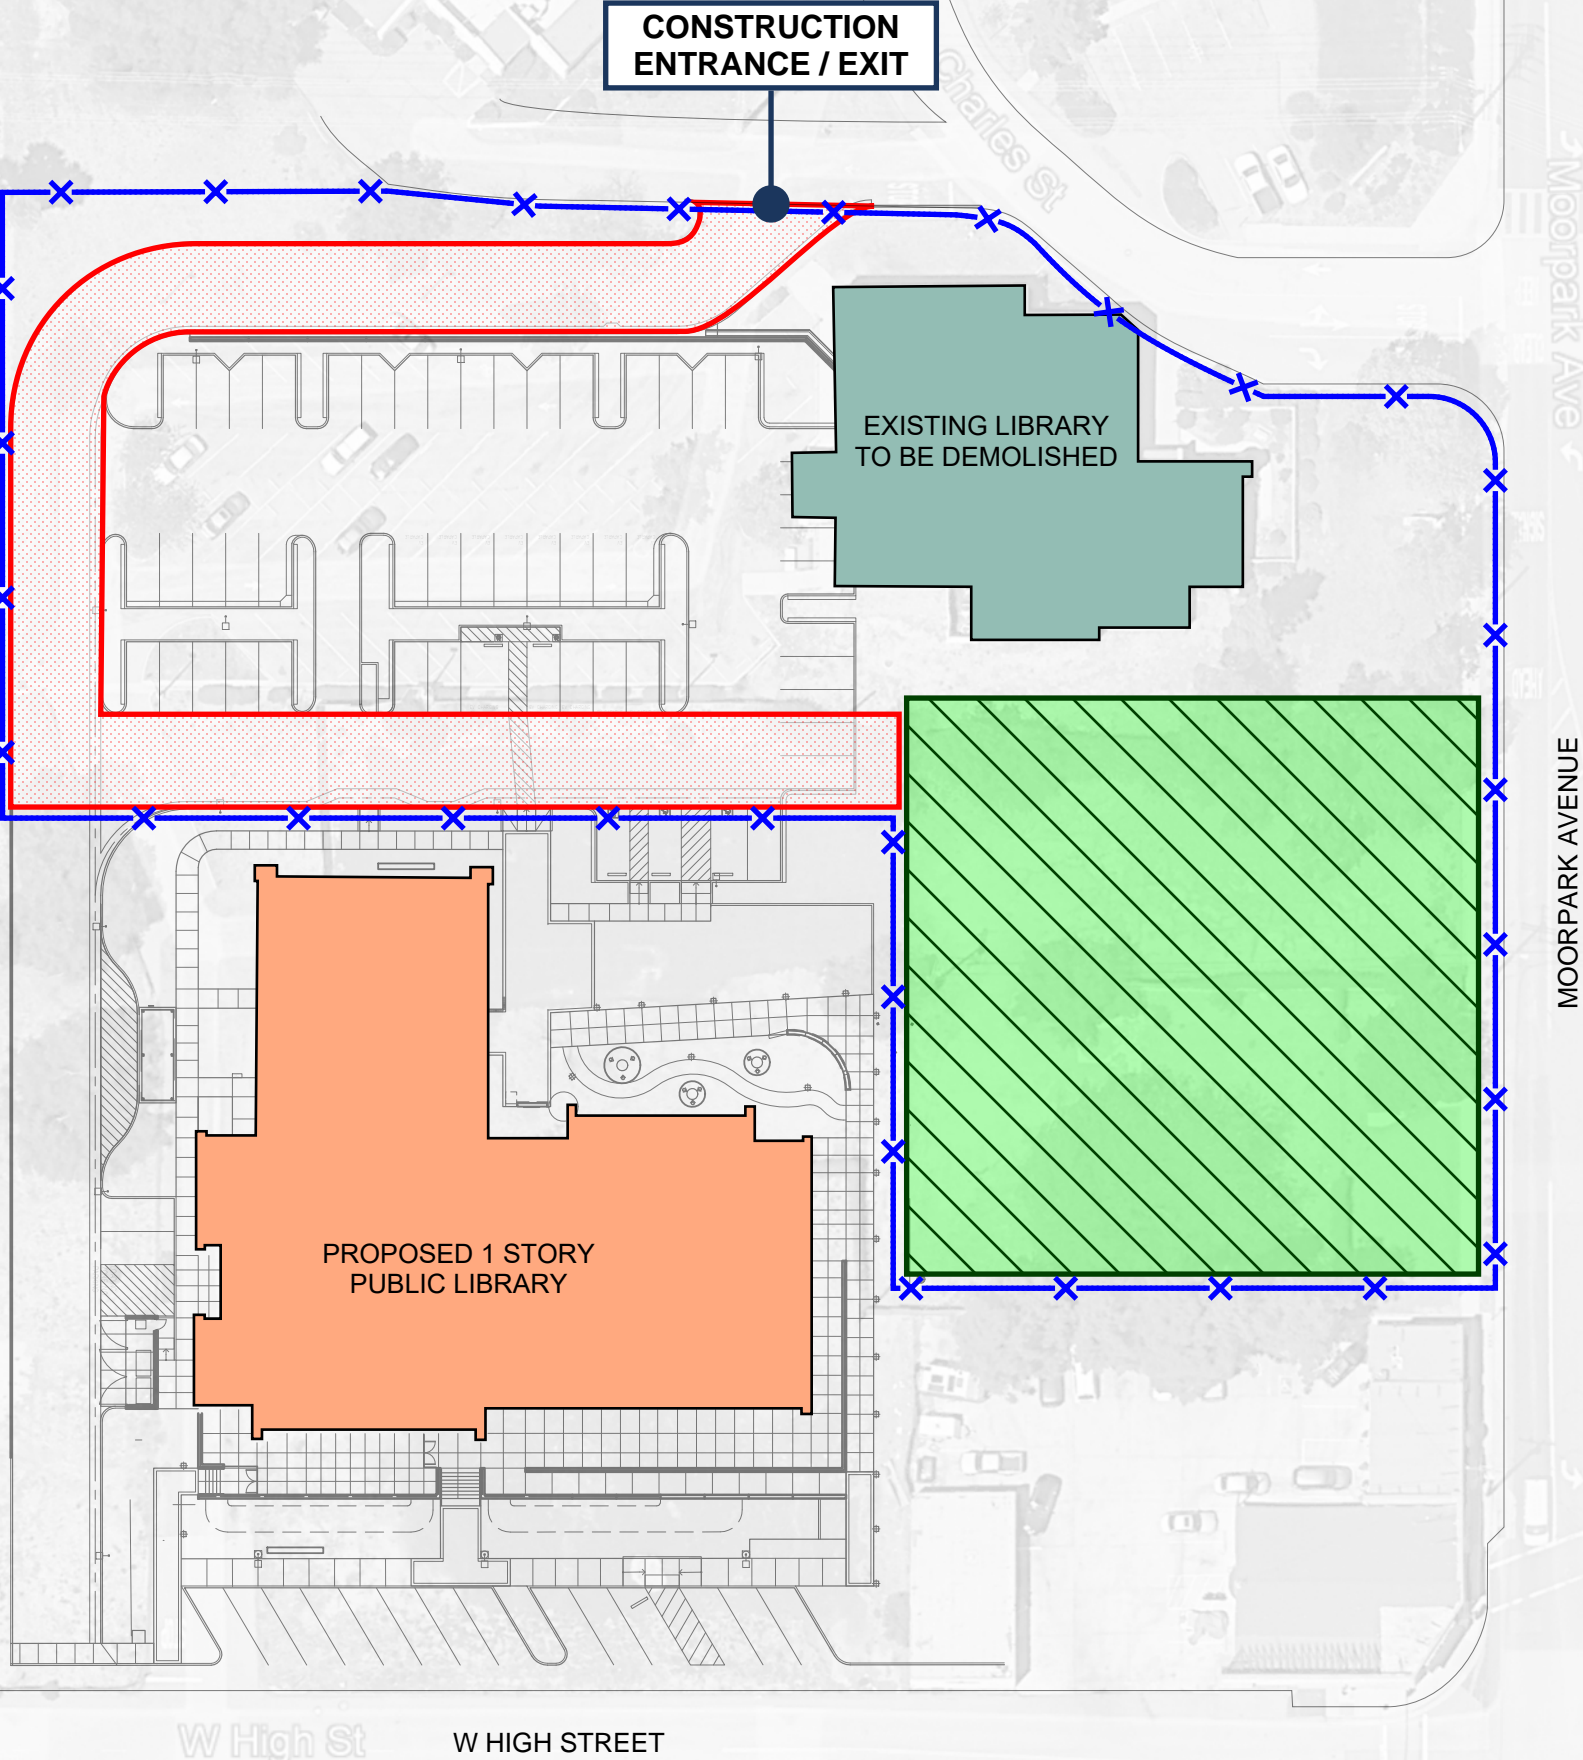 CONSTRUCTION
ENTRANCE / EXIT
Charles St
Moorpark Ave
EXISTING LIBRARY
TO BE DEMOLISHED
MOORPARK AVENUE
PROPOSED 1 STORY
PUBLIC LIBRARY
W High St
W HIGH STREET